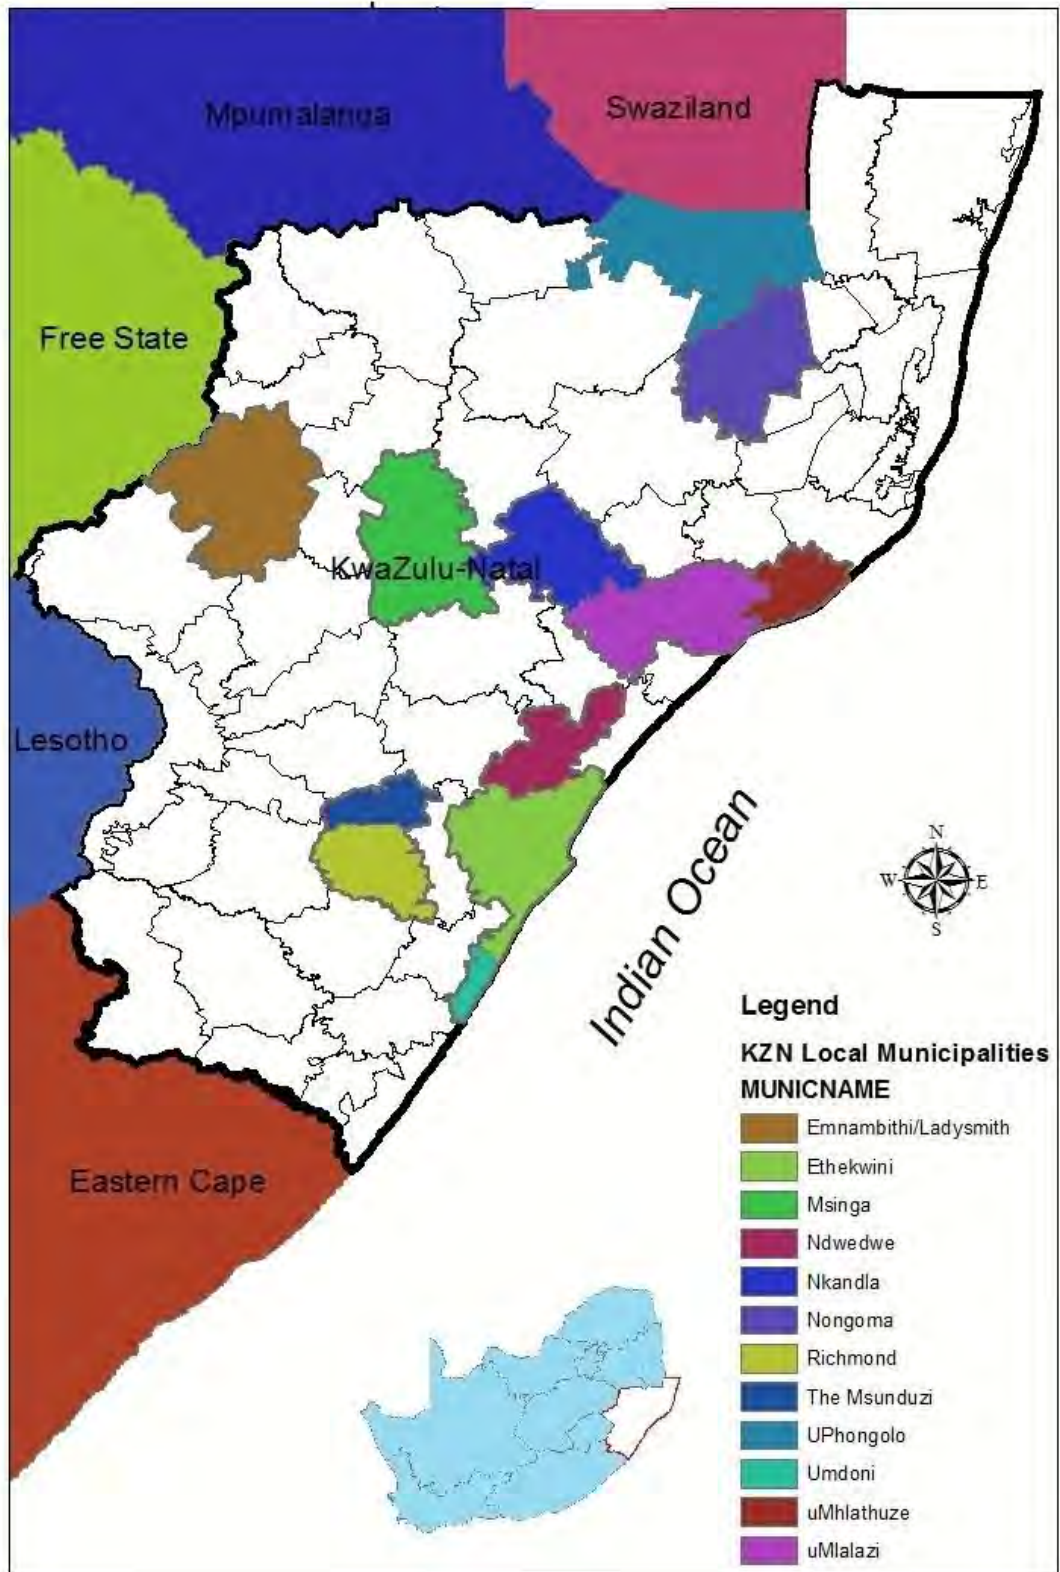 Mpumalanga
Swaziland
Free State
KwaZulu-Natal
Lesotho
Indian Ocean
N
W E
S
Eastern Cape
Legend
KZN Local Municipalities
MUNICNAME
Emnambithi/Ladysmith
Ethekwini
Msinga
Ndwedwe
Nkandla
Nongoma
Richmond
The Msunduzi
UPhongolo
Umdoni
uMhlathuze
uMlalazi